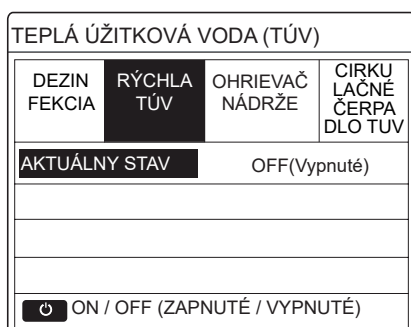 TEPLÁ ÚŽITKOVÁ VODA (TÚV)
DEZIN
FEKCIA
RÝCHLA
TÚV
OHRIEVAČ
NÁDRŽE
CIRKU
LAČNÉ
ČERPA
DLO TUV
AKTUÁLNY STAV OFF(Vypnuté)
ON / OFF (ZAPNUTÉ / VYPNUTÉ)